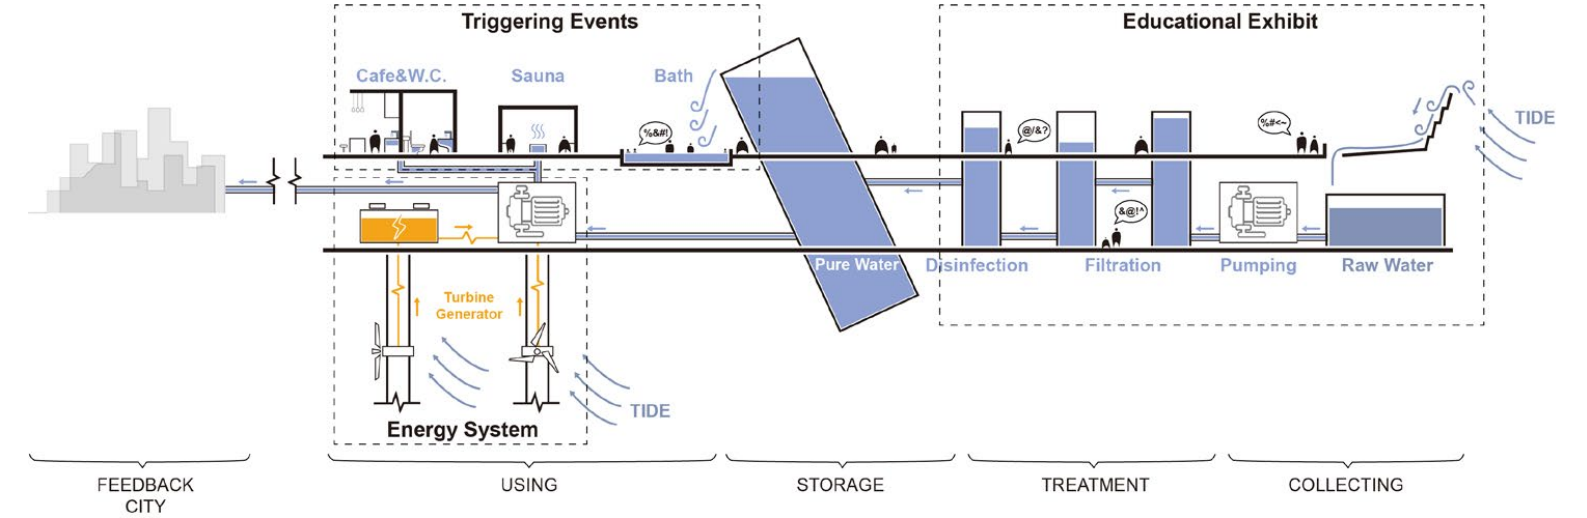 Triggering Events
Educational Exhibit
Cafe&W.C.
Sauna
Bath
%&#!
@/&?
%#<~
TIDE
&@!^
Pure Water
Disinfection
Filtration
Pumping
Raw Water
Turbine
Generator
TIDE
Energy System
FEEDBACK
CITY
USING
STORAGE
TREATMENT
COLLECTING